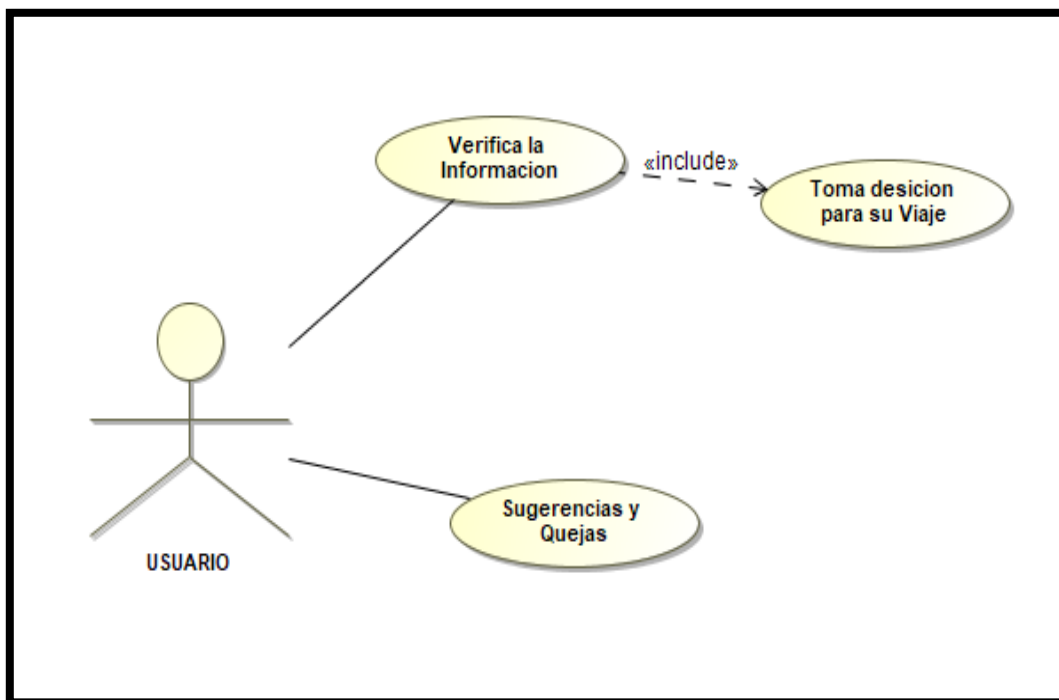 Verifica la
Informacion
«include»
Toma desicion
para su Viaje
Sugerencias y
Quejas
USUARIO